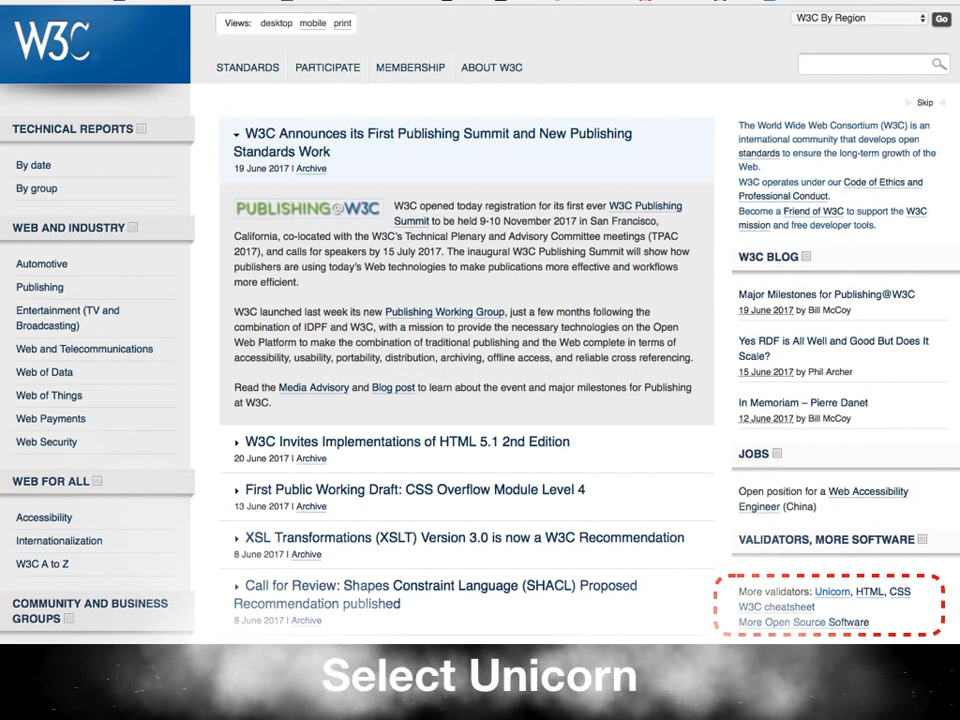 W3C
Views: desktop mobile print
W3C By Region
Go
STANDARDS PARTICIPATE MEMBERSHIP ABOUT W3C
Skip
TECHNICAL REPORTS
By date
By group
WEB AND INDUSTRY
Automotive
Publishing
Entertainment (TV and
Broadcasting)
Web and Telecommunications
Web of Data
Web of Things
Web Payments
Web Security
WEB FOR ALL
Accessibility
Internationalization
W3C A to Z
COMMUNITY AND BUSINESS
GROUPS
W3C Announces its First Publishing Summit and New Publishing
Standards Work
19 June 2017 | Archive
PUBLISHING@W3C
W3C opened today registration for its first ever W3C Publishing
Summit to be held 9-10 November 2017 in San Francisco,
California, co-located with the W3C's Technical Plenary and Advisory Committee meetings (TPAC
2017), and calls for speakers by 15 July 2017. The inaugural W3C Publishing Summit will show how
publishers are using today's Web technologies to make publications more effective and workflows
more efficient.
W3C launched last week its new Publishing Working Group, just a few months following the
combination of IDPF and W3C, with a mission to provide the necessary technologies on the Open
Web Platform to make the combination of traditional publishing and the Web complete in terms of
accessibility, usability, portability, distribution, archiving, offline access, and reliable cross referencing.
Read the Media Advisory and Blog post to learn about the event and major milestones for Publishing
at W3C.
W3C Invites Implementations of HTML 5.1 2nd Edition
20 June 2017 | Archive
First Public Working Draft: CSS Overflow Module Level 4
13 June 2017 | Archive
XSL Transformations (XSLT) Version 3.0 is now a W3C Recommendation
8 June 2017 | Archive
Call for Review: Shapes Constraint Language (SHACL) Proposed
Recommendation published
8 June 2017 | Archive
The World Wide Web Consortium (W3C) is an
international community that develops open
standards to ensure the long-term growth of the
Web.
W3C operates under our Code of Ethics and
Professional Conduct.
Become a Friend of W3C to support the W3C
mission and free developer tools.
W3C BLOG
Major Milestones for Publishing@W3C
19 June 2017 by Bill McCoy
Yes RDF is All Well and Good But Does It
Scale?
15 June 2017 by Phil Archer
In Memoriam – Pierre Danet
12 June 2017 by Bill McCoy
JOBS
Open position for a Web Accessibility
Engineer (China)
VALIDATORS, MORE SOFTWARE
More validators: Unicorn, HTML, CSS
W3C cheatsheet
More Open Source Software
Select Unicorn